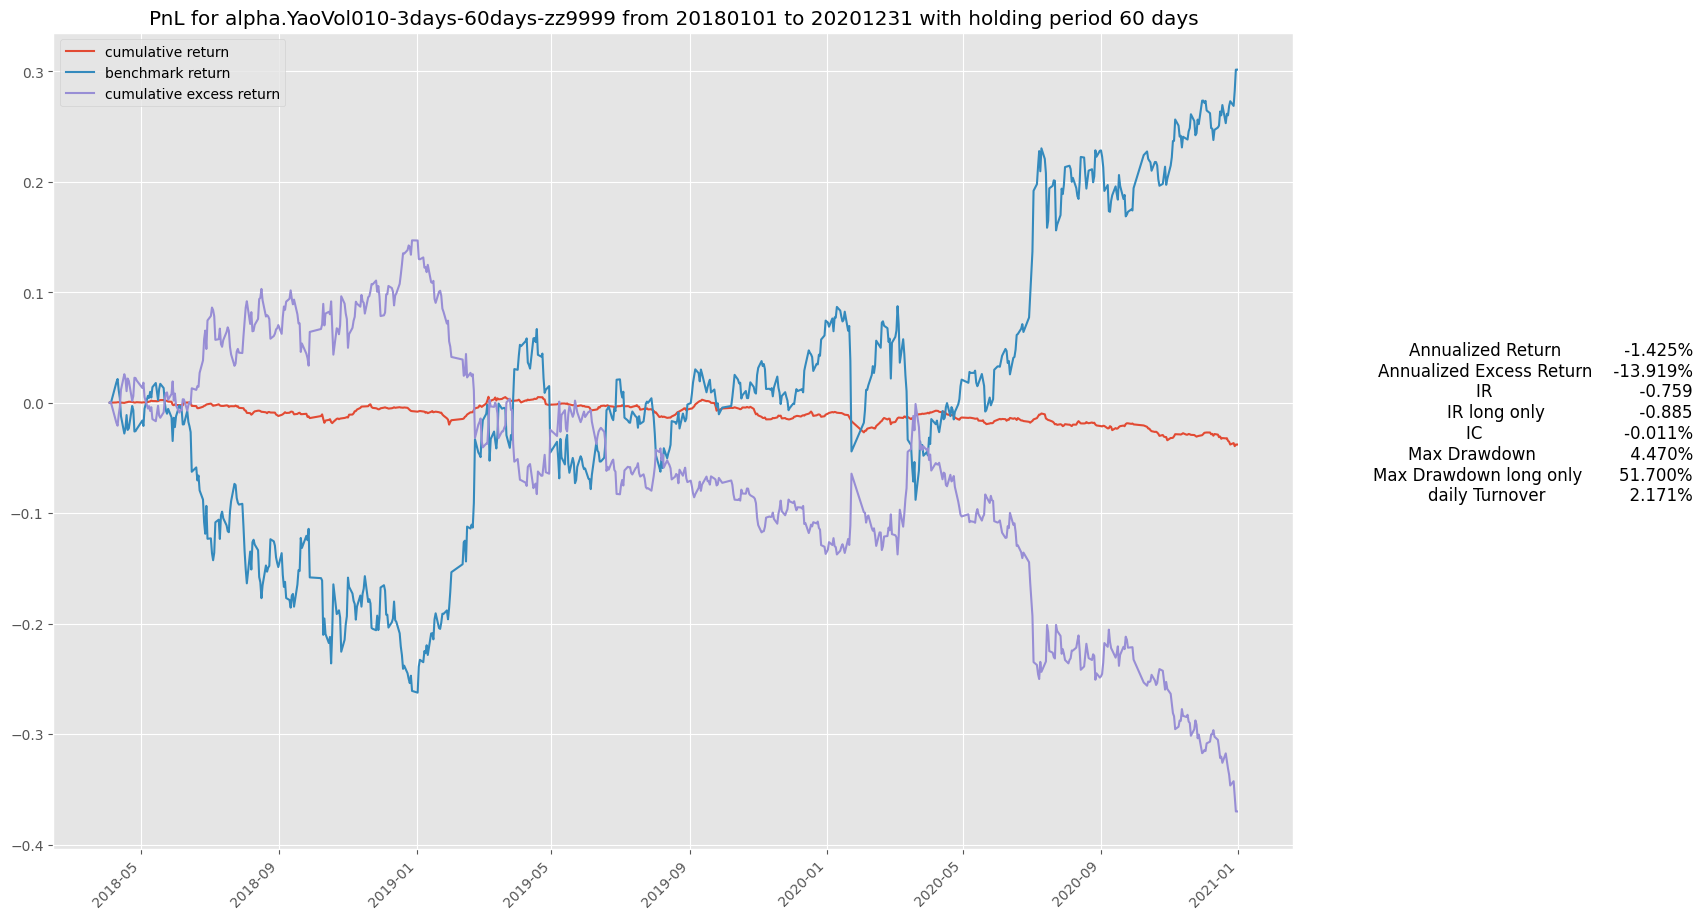 PnL for alpha.YaoVol010-3days-60days-zz9999 from 20180101 to 20201231 with holding period 60 days
cumulative return
benchmark return
cumulative excess return
0.3
0.2
0.1
0.0
−0.1
−0.2
−0.3
−0.4
2018-05
2018-09
2019-01
2019-05
2019-09
2020-01
2020-05
2020-09
2021-01
Annualized Return -1.425%
Annualized Excess Return -13.919%
IR -0.759
IR long only -0.885
IC -0.011%
Max Drawdown 4.470%
Max Drawdown long only 51.700%
daily Turnover 2.171%